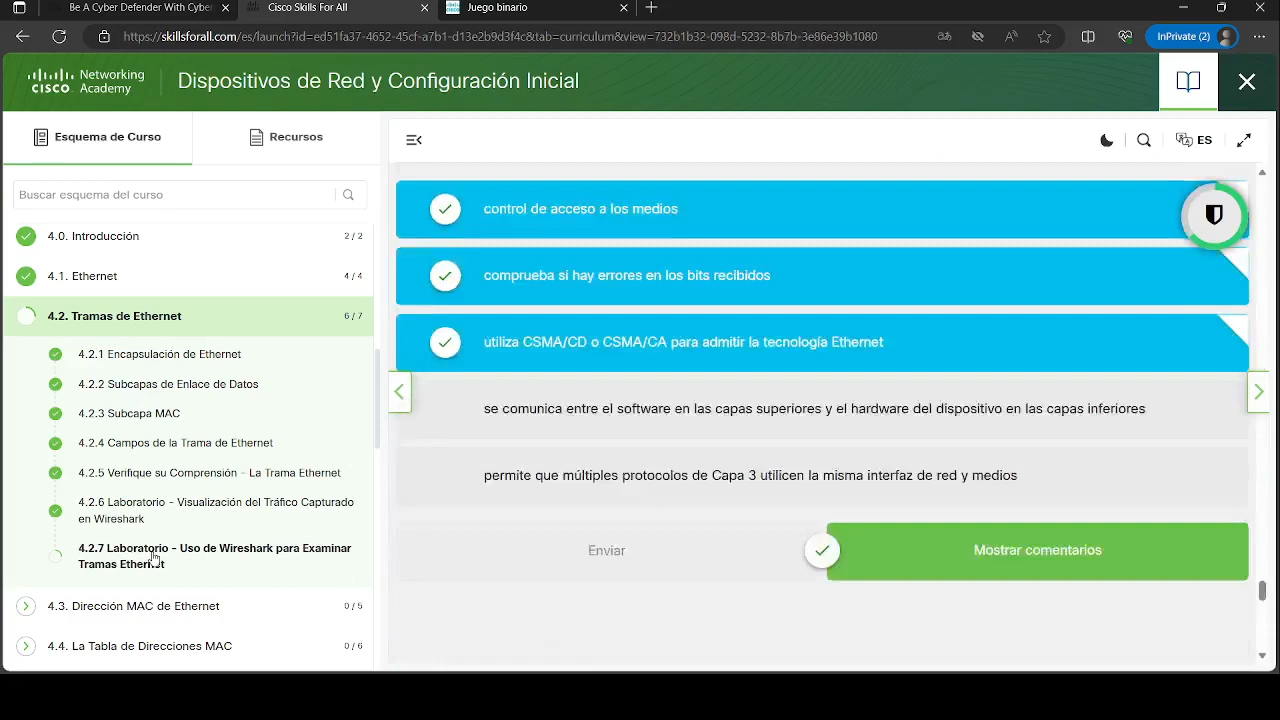 Be A Cyber Defender With Cyber
Cisco Skills For All
Juego binario
https://skillsforall.com/es/launch?id=ed51fa37-4652-45cf-a7b1-d13e2b9d3f4c&tab=curriculum&view=732b1b32-098d-5232-8b7b-3e86e39b1080
InPrivate (2)
Networking
CISCO Academy
Dispositivos de Red y Configuración Inicial
Esquema de Curso
Recursos
ES
Buscar esquema del curso
4.0. Introducción 2 / 2
4.1. Ethernet 4 / 4
4.2. Tramas de Ethernet 6 / 7
4.2.1 Encapsulación de Ethernet
4.2.2 Subcapas de Enlace de Datos
4.2.3 Subcapa MAC
4.2.4 Campos de la Trama de Ethernet
4.2.5 Verifique su Comprensión - La Trama Ethernet
4.2.6 Laboratorio - Visualización del Tráfico Capturado
en Wireshark
4.2.7 Laboratorio - Uso de Wireshark para Examinar
Tramas Ethernet
4.3. Dirección MAC de Ethernet 0 / 5
4.4. La Tabla de Direcciones MAC 0 / 6
control de acceso a los medios
comprueba si hay errores en los bits recibidos
utiliza CSMA/CD o CSMA/CA para admitir la tecnología Ethernet
se comunica entre el software en las capas superiores y el hardware del dispositivo en las capas inferiores
permite que múltiples protocolos de Capa 3 utilicen la misma interfaz de red y medios
Enviar
Mostrar comentarios